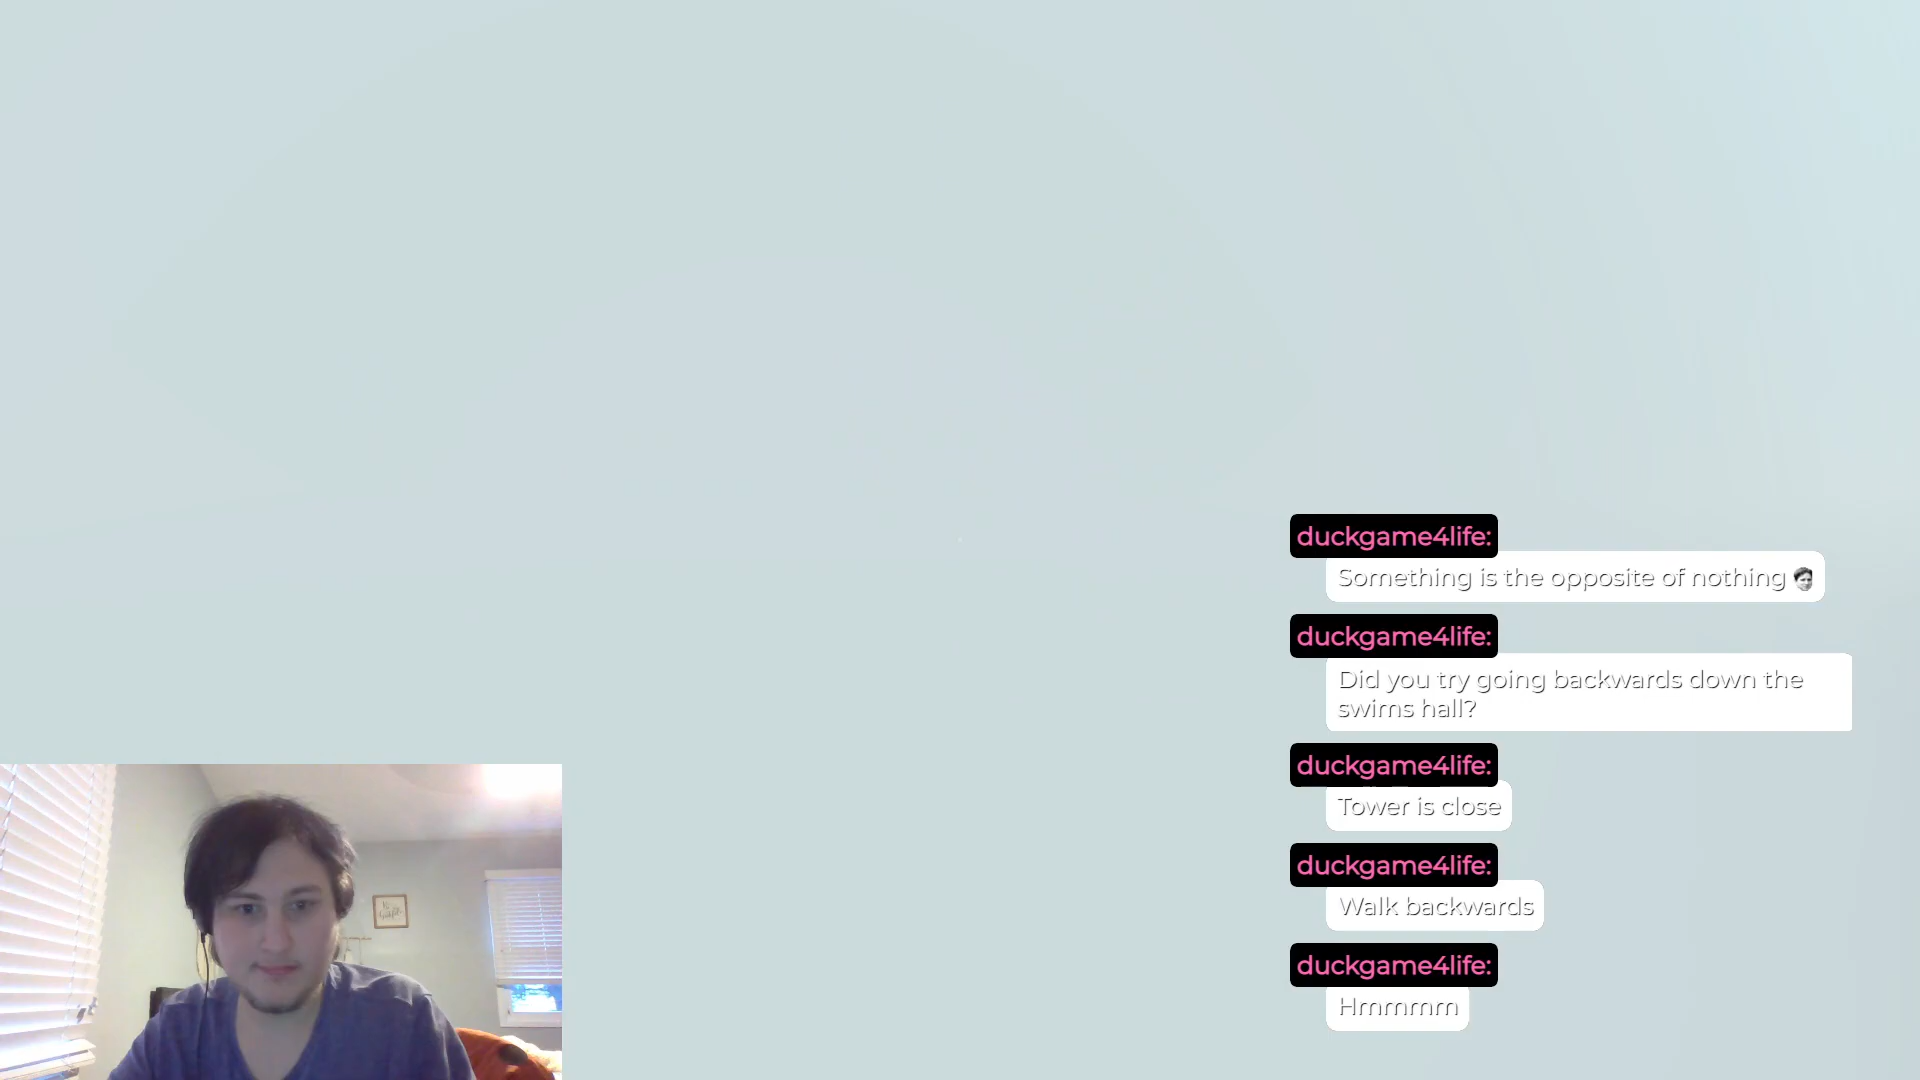 duckgame4life:
Something is the opposite of nothing
duckgame4life:
Did you try going backwards down the
swims hall?
duckgame4life:
Tower is close
duckgame4life:
Walk backwards
duckgame4life:
Hmmmm